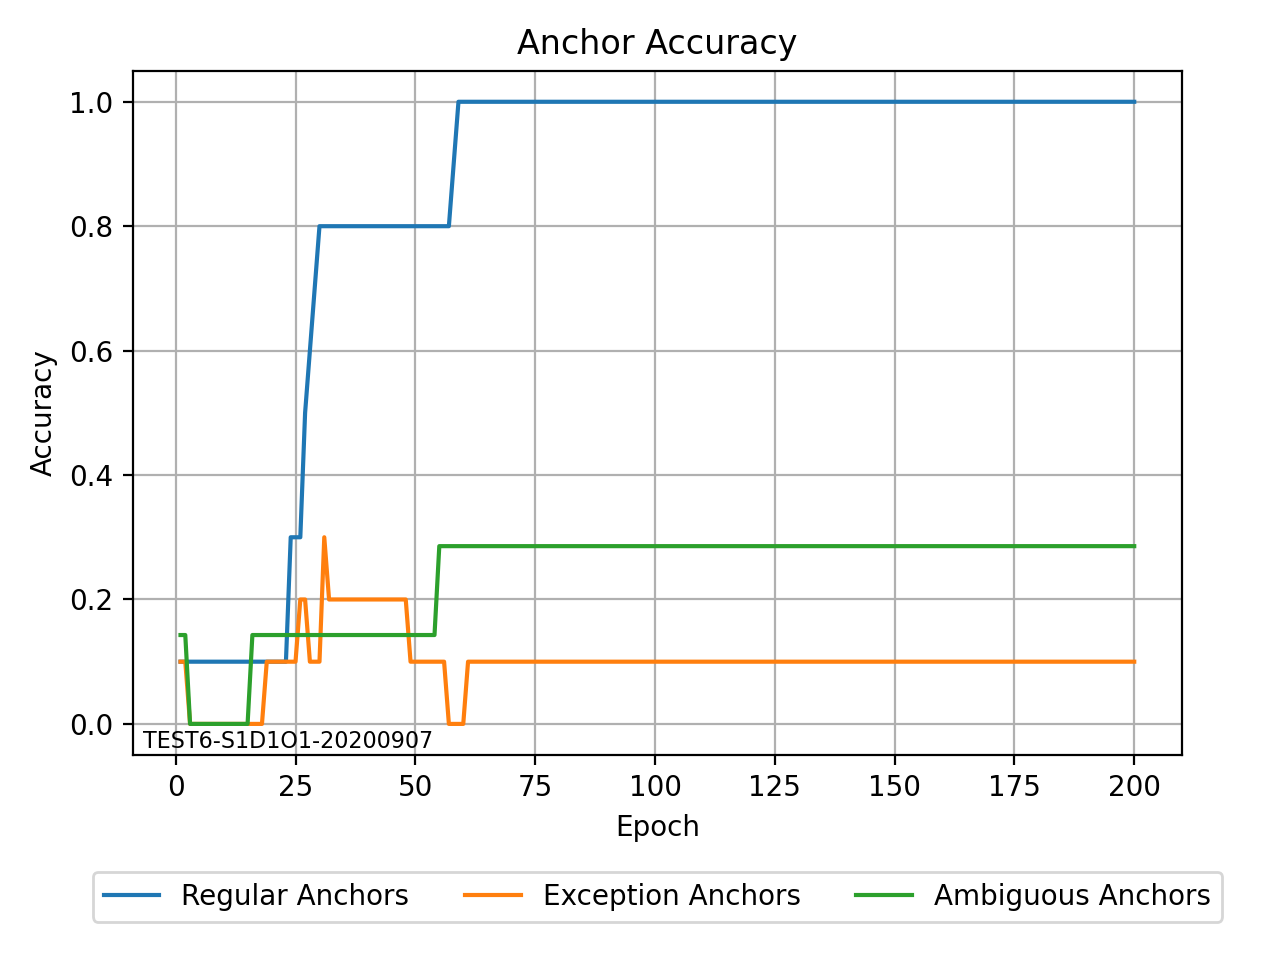 Anchor Accuracy
1.0
0.8
0.6
0.4
0.2
0.0
Accuracy
TEST6-S1D1O1-20200907
0 25 50 75 100 125 150 175 200
Epoch
Regular Anchors Exception Anchors Ambiguous Anchors